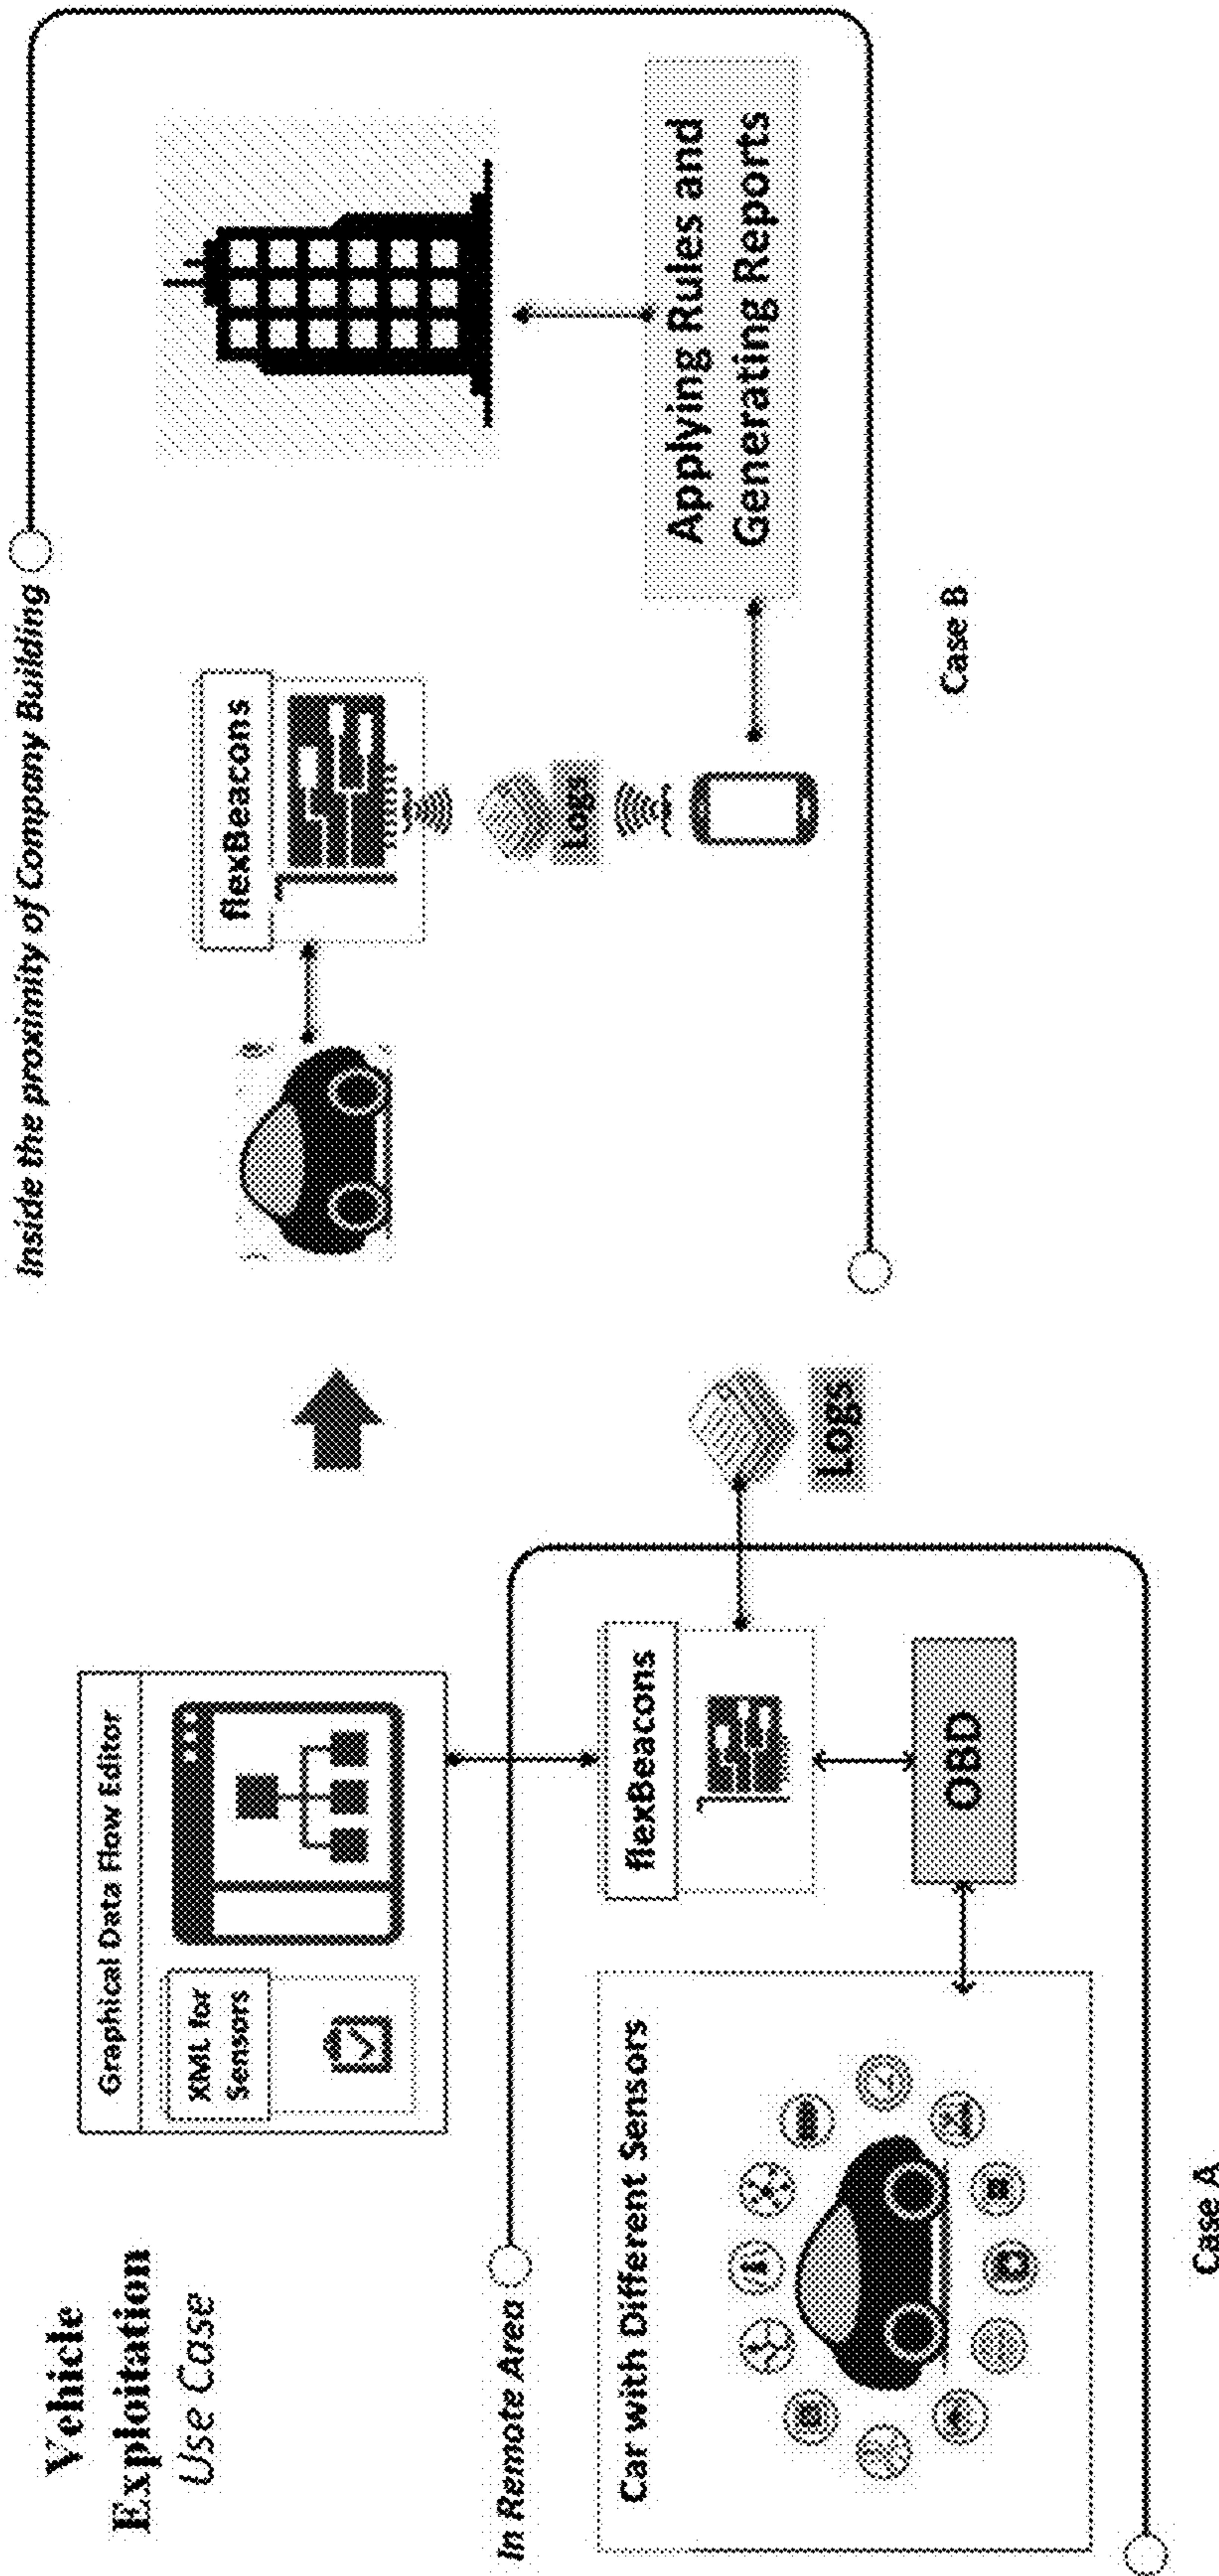 Vehicle
Exploitation
Use Case
Graphical Data Flow Editor
XML for
Sensors
In Remote Area
Car with Different Sensors
flexBeacons
OBD
Logs
Case A
Inside the proximity of Company Building
flexBeacons
Logs
Applying Rules and
Generating Reports
Case B